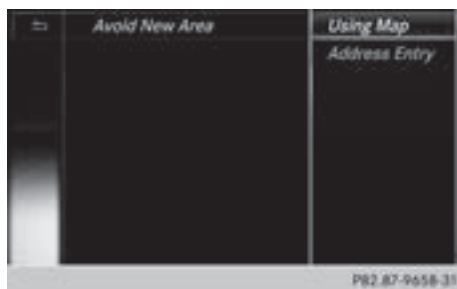 Avoid New Area
Using Map
Address Entry
P82.87-9658-31